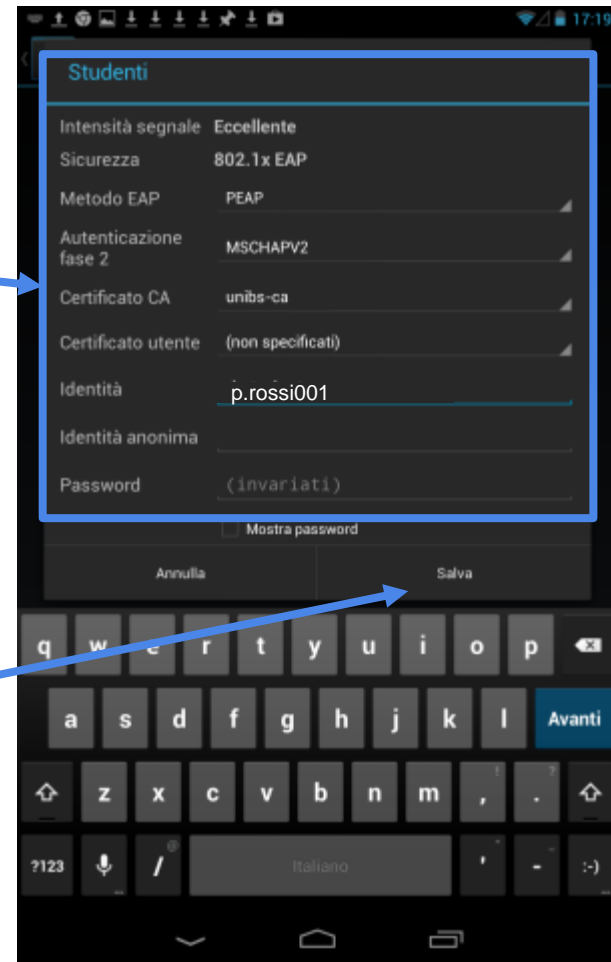 17:19
Studenti
Intensità segnale Eccellente
Sicurezza 802.1x EAP
Metodo EAP PEAP
Autenticazione
fase 2 MSCHAPV2
Certificato CA unibs-ca
Certificato utente (non specificati)
Identità p.rossi001
Identità anonima
Password (invariati)
Mostra password
Annulla Salva
q w e r t y u i o p
a s d f g h j k l Avanti
z x c v b n m , ! . ?
?123 / @ Italiano ' - _ :-)